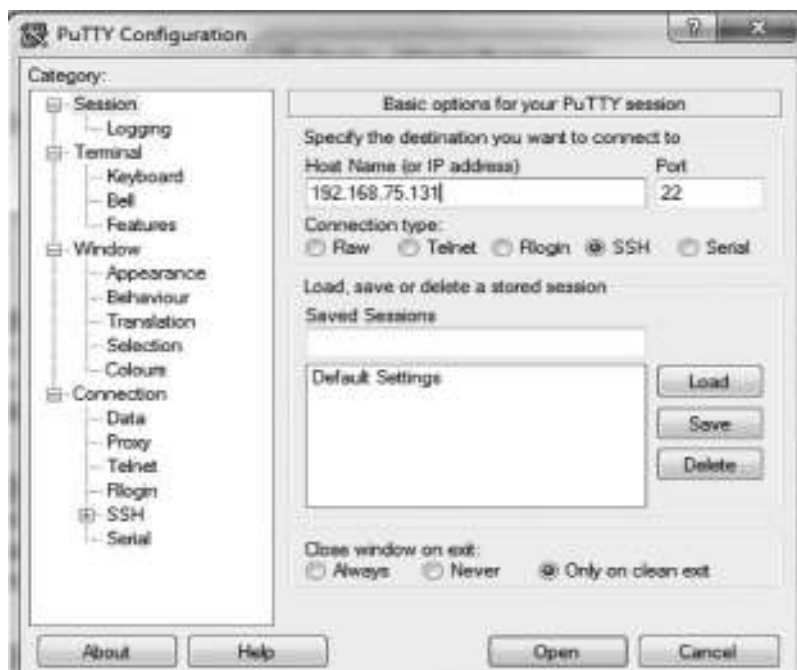 PuTTY Configuration
Category:
Session
Logging
Terminal
Keyboard
Bell
Features
Window
Appearance
Behaviour
Translation
Selection
Colours
Connection
Data
Proxy
Telnet
Rlogin
SSH
Serial
Basic options for your PuTTY session
Specify the destination you want to connect to
Host Name (or IP address) Port
192.168.75.131 22
Connection type:
Raw Telnet Rlogin SSH Serial
Load, save or delete a stored session
Saved Sessions
Default Settings
Load
Save
Delete
Close window on exit:
Always Never Only on clean exit
About Help Open Cancel